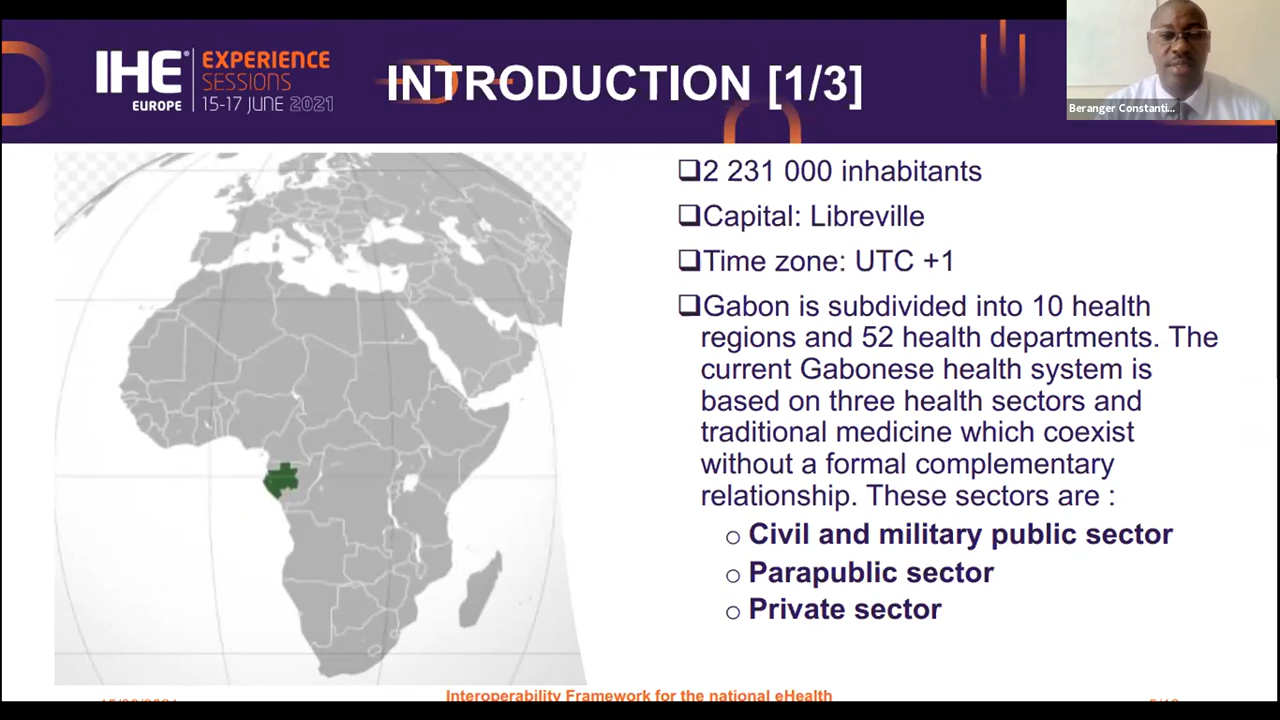 IHE EUROPE
EXPERIENCE
SESSIONS
15-17 JUNE 2021
INTRODUCTION [1/3]
Beranger Constanti...
❑2 231 000 inhabitants
❑Capital: Libreville
❑Time zone: UTC +1
❑Gabon is subdivided into 10 health
regions and 52 health departments. The
current Gabonese health system is
based on three health sectors and
traditional medicine which coexist
without a formal complementary
relationship. These sectors are :
o Civil and military public sector
o Parapublic sector
o Private sector
Interoperability Framework for the national eHealth